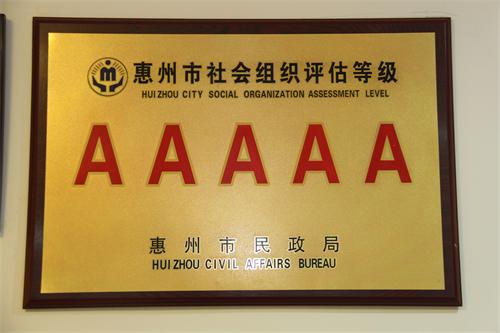 惠州市社会组织评估等级
HUIZHOU CITY SOCIAL ORGANIZATION ASSESSMENT LEVEL
AAAAA
惠州市民政局
HUIZHOU CIVIL AFFAIRS BUREAU